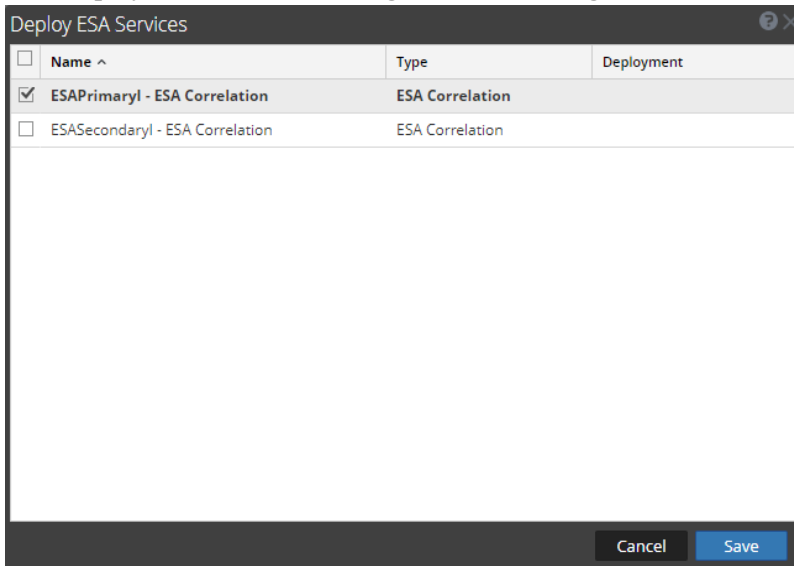 Deploy ESA Services
Name Type Deployment
ESAPrimaryl - ESA Correlation ESA Correlation
ESASecondaryl - ESA Correlation ESA Correlation
Cancel Save